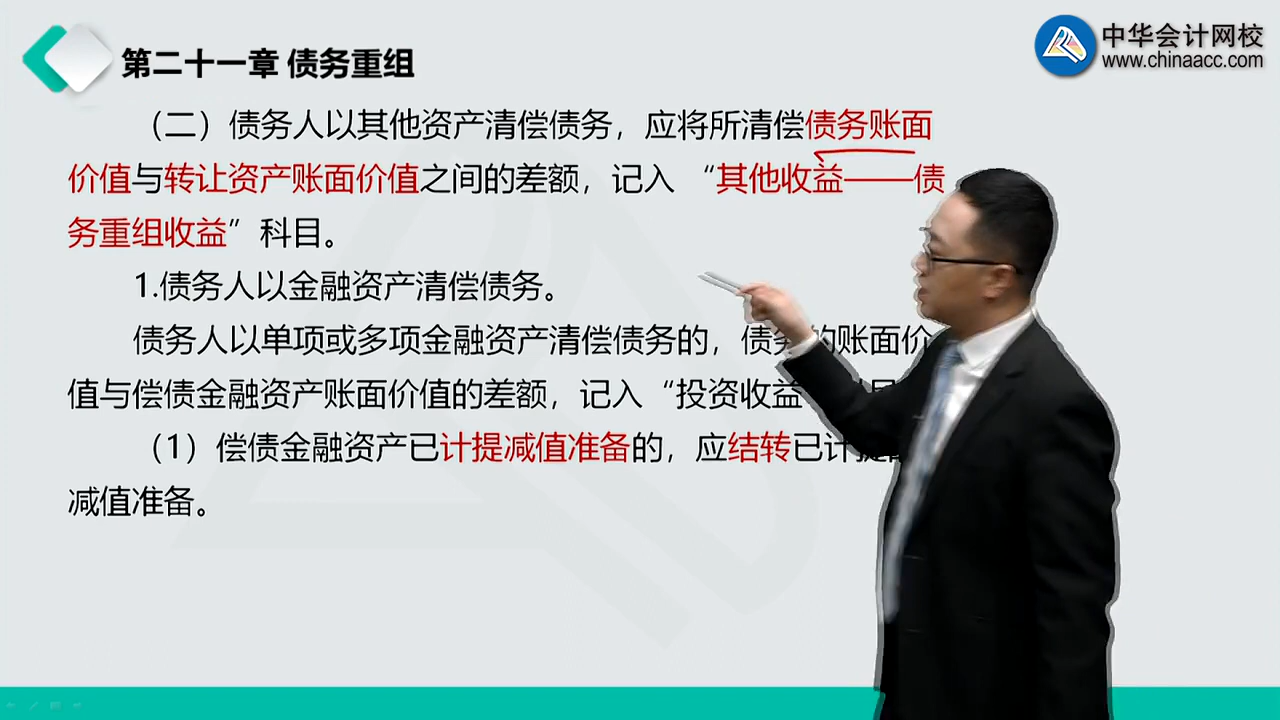 第二十一章 债务重组
中华会计网校
www.chinaacc.com
（二）债务人以其他资产清偿债务，应将所清偿债务账面
价值与转让资产账面价值之间的差额，记入 “其他收益——债
务重组收益”科目。
1.债务人以金融资产清偿债务。
债务人以单项或多项金融资产清偿债务的，债务的账面价
值与偿债金融资产账面价值的差额，记入“投资收益
（1）偿债金融资产已计提减值准备的，应结转已计提
减值准备。